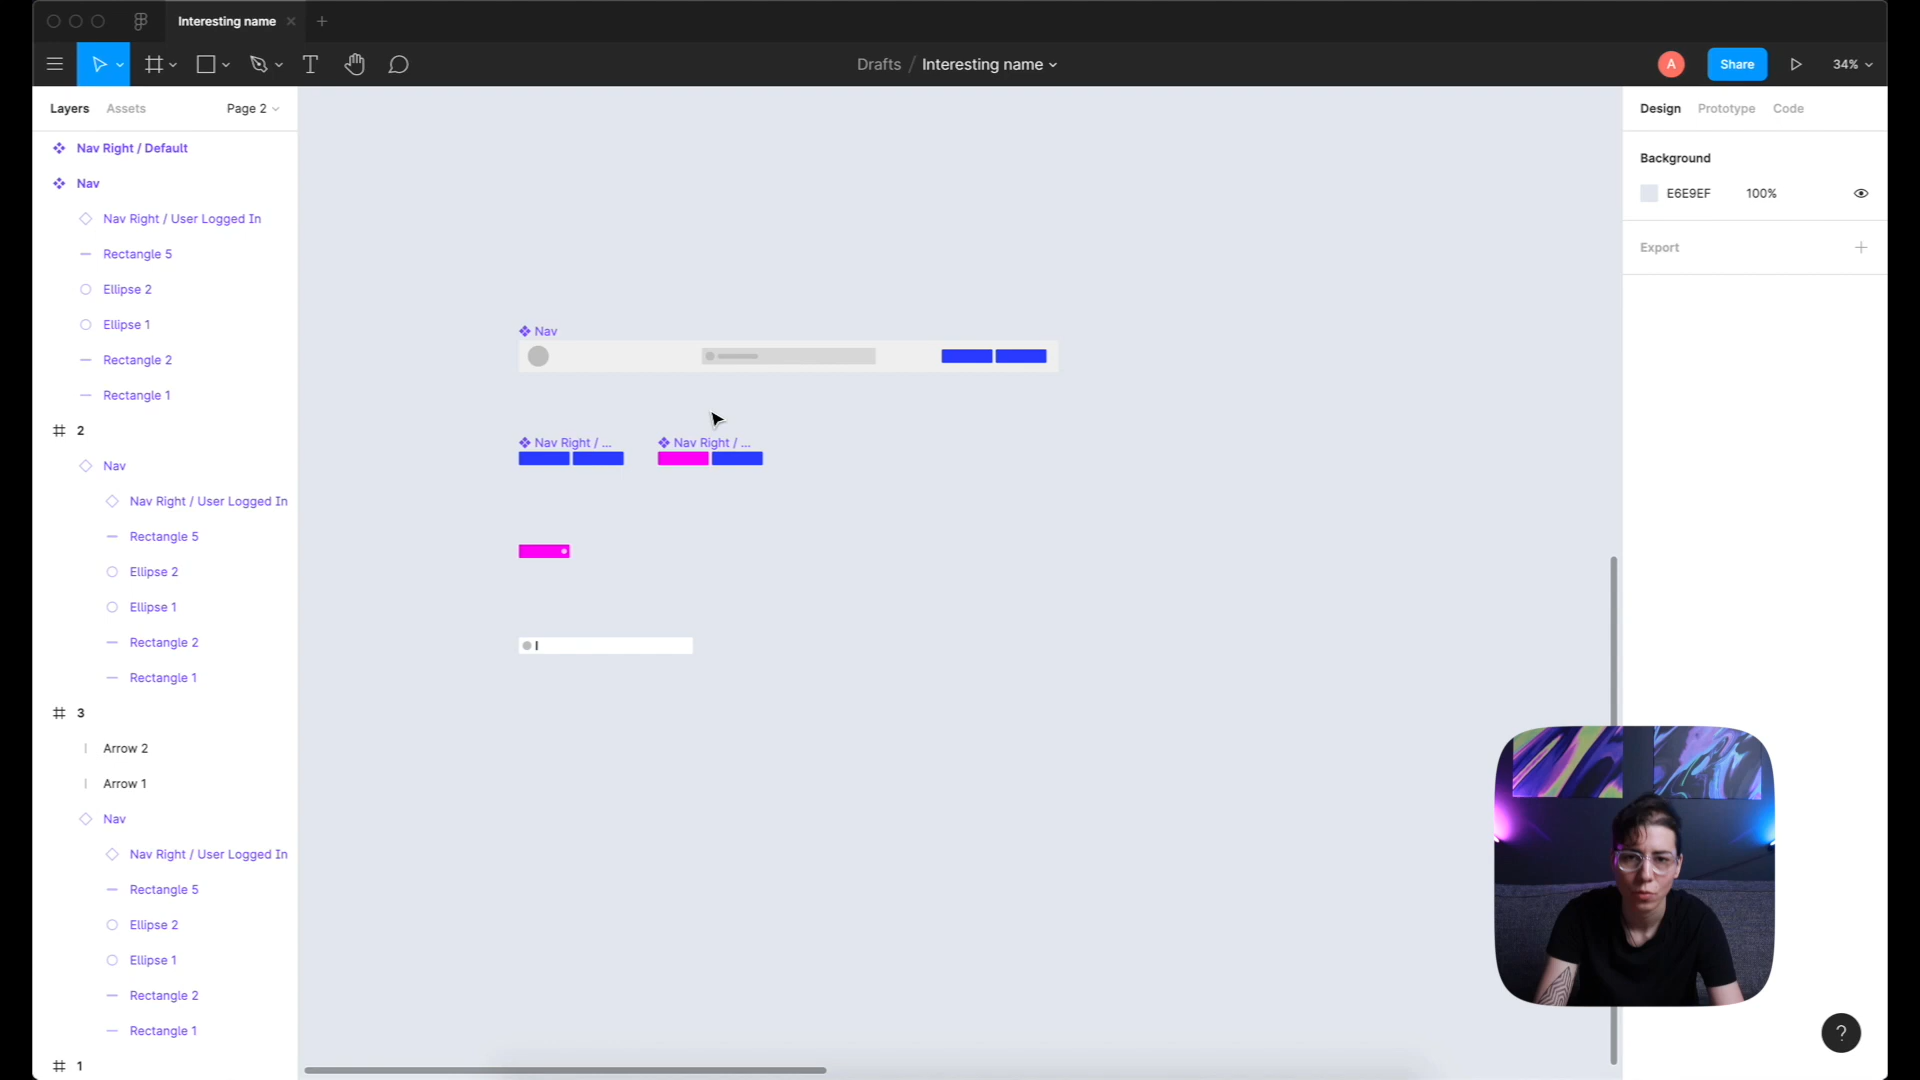 Interesting name
Drafts / Interesting name
A
Share
34%
Layers
Assets
Page 2
Design
Prototype
Code
Nav Right / Default
Nav
Nav Right / User Logged In
Rectangle 5
Ellipse 2
Ellipse 1
Rectangle 2
Rectangle 1
2
Nav
Nav Right / User Logged In
Rectangle 5
Ellipse 2
Ellipse 1
Rectangle 2
Rectangle 1
3
Arrow 2
Arrow 1
Nav
Nav Right / User Logged In
Rectangle 5
Ellipse 2
Ellipse 1
Rectangle 2
Rectangle 1
1
Nav
Nav Right / ...
Nav Right / ...
Background
E6E9EF 100%
Export
?